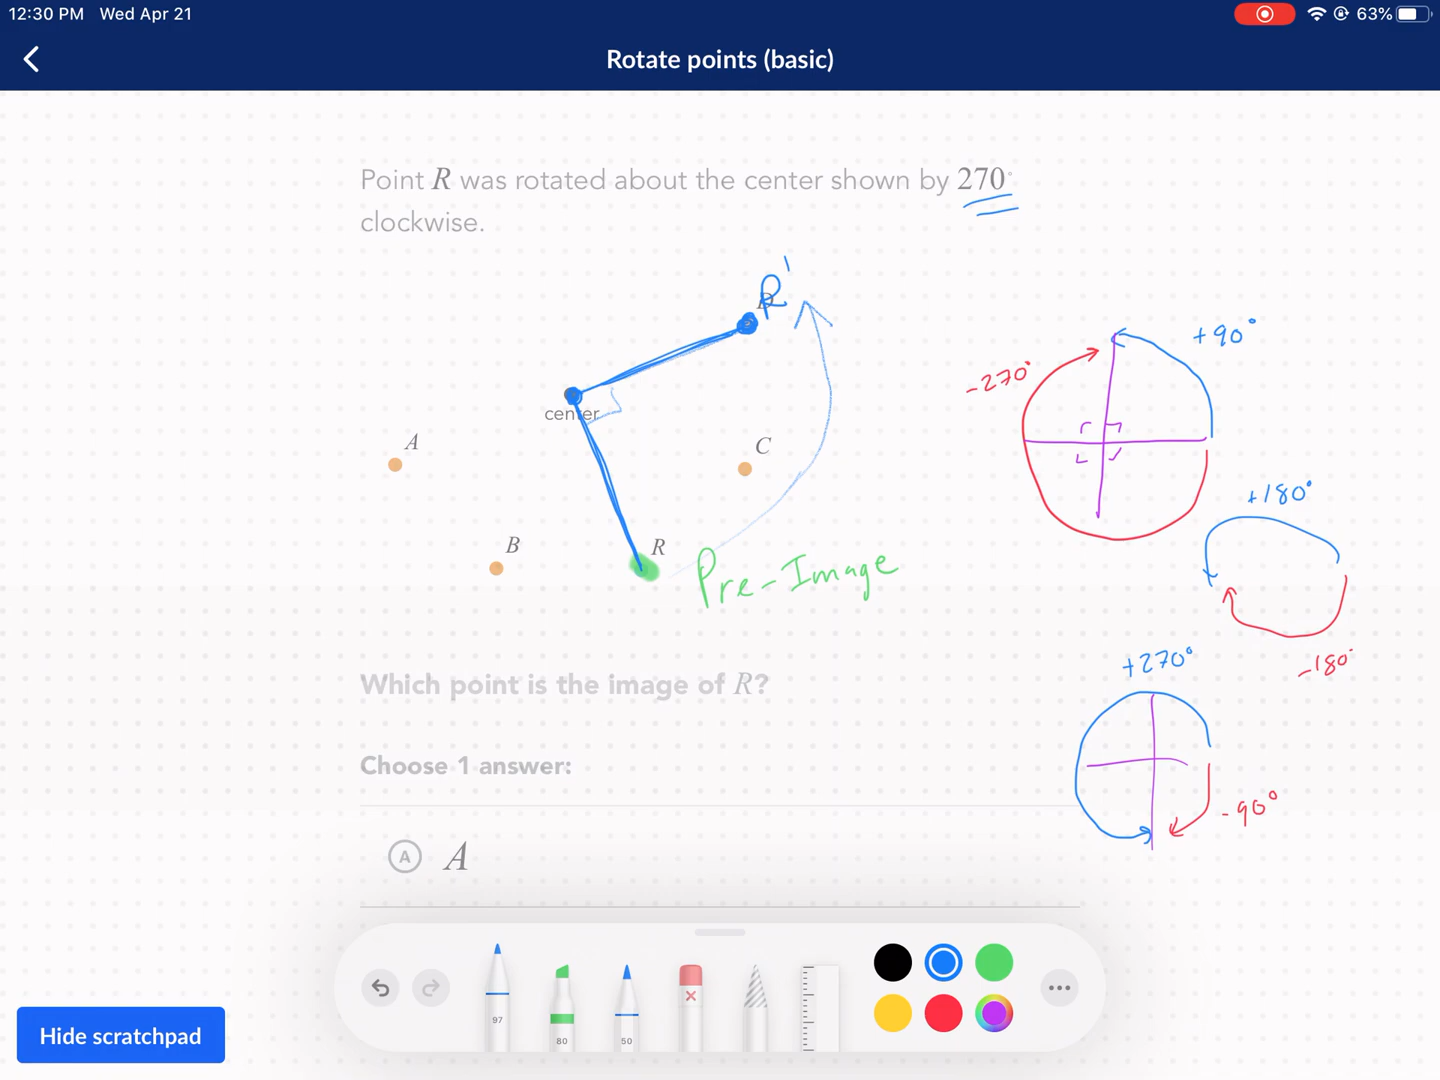 12:30 PM Wed Apr 21 63%
Rotate points (basic)
Point R was rotated about the center shown by 270°
clockwise.
R'
+90°
-270°
center
A
C
+180°
B
R
Pre-Image
+270°
-180°
Which point is the image of R?
Choose 1 answer:
-90°
A A
97
80
50
Hide scratchpad